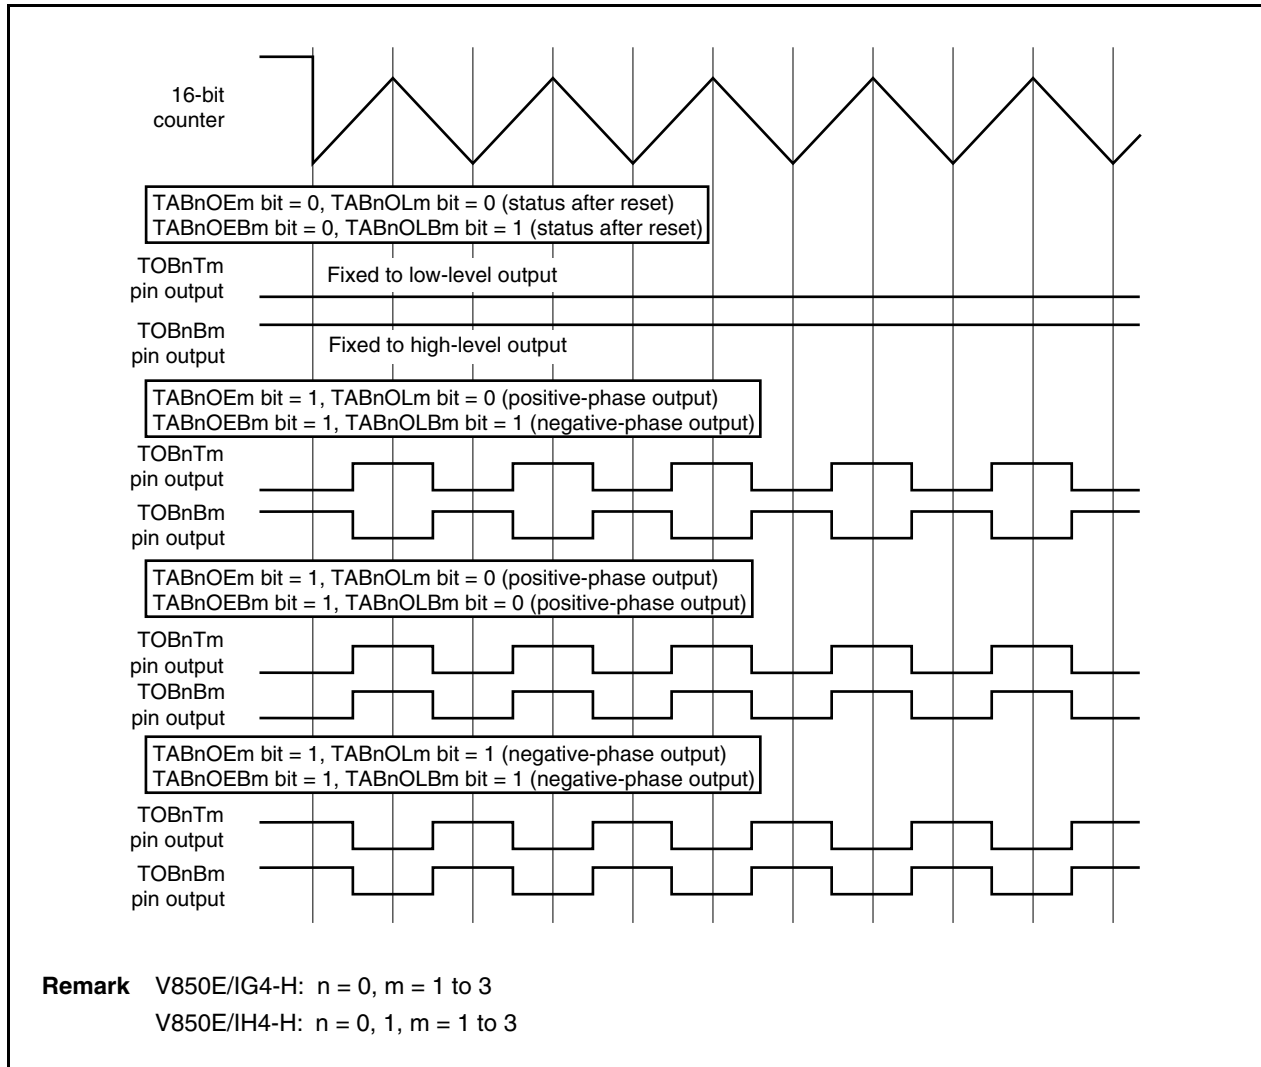 16-bit
counter
TABnOEm bit = 0, TABnOLm bit = 0 (status after reset)
TABnOEBm bit = 0, TABnOLBm bit = 1 (status after reset)
TOBnTm
pin output
Fixed to low-level output
TOBnBm
pin output
Fixed to high-level output
TABnOEm bit = 1, TABnOLm bit = 0 (positive-phase output)
TABnOEBm bit = 1, TABnOLBm bit = 1 (negative-phase output)
TOBnTm
pin output
TOBnBm
pin output
TABnOEm bit = 1, TABnOLm bit = 0 (positive-phase output)
TABnOEBm bit = 1, TABnOLBm bit = 0 (positive-phase output)
TOBnTm
pin output
TOBnBm
pin output
TABnOEm bit = 1, TABnOLm bit = 1 (negative-phase output)
TABnOEBm bit = 1, TABnOLBm bit = 1 (negative-phase output)
TOBnTm
pin output
TOBnBm
pin output
Remark V850E/IG4-H: n = 0, m = 1 to 3
V850E/IH4-H: n = 0, 1, m = 1 to 3